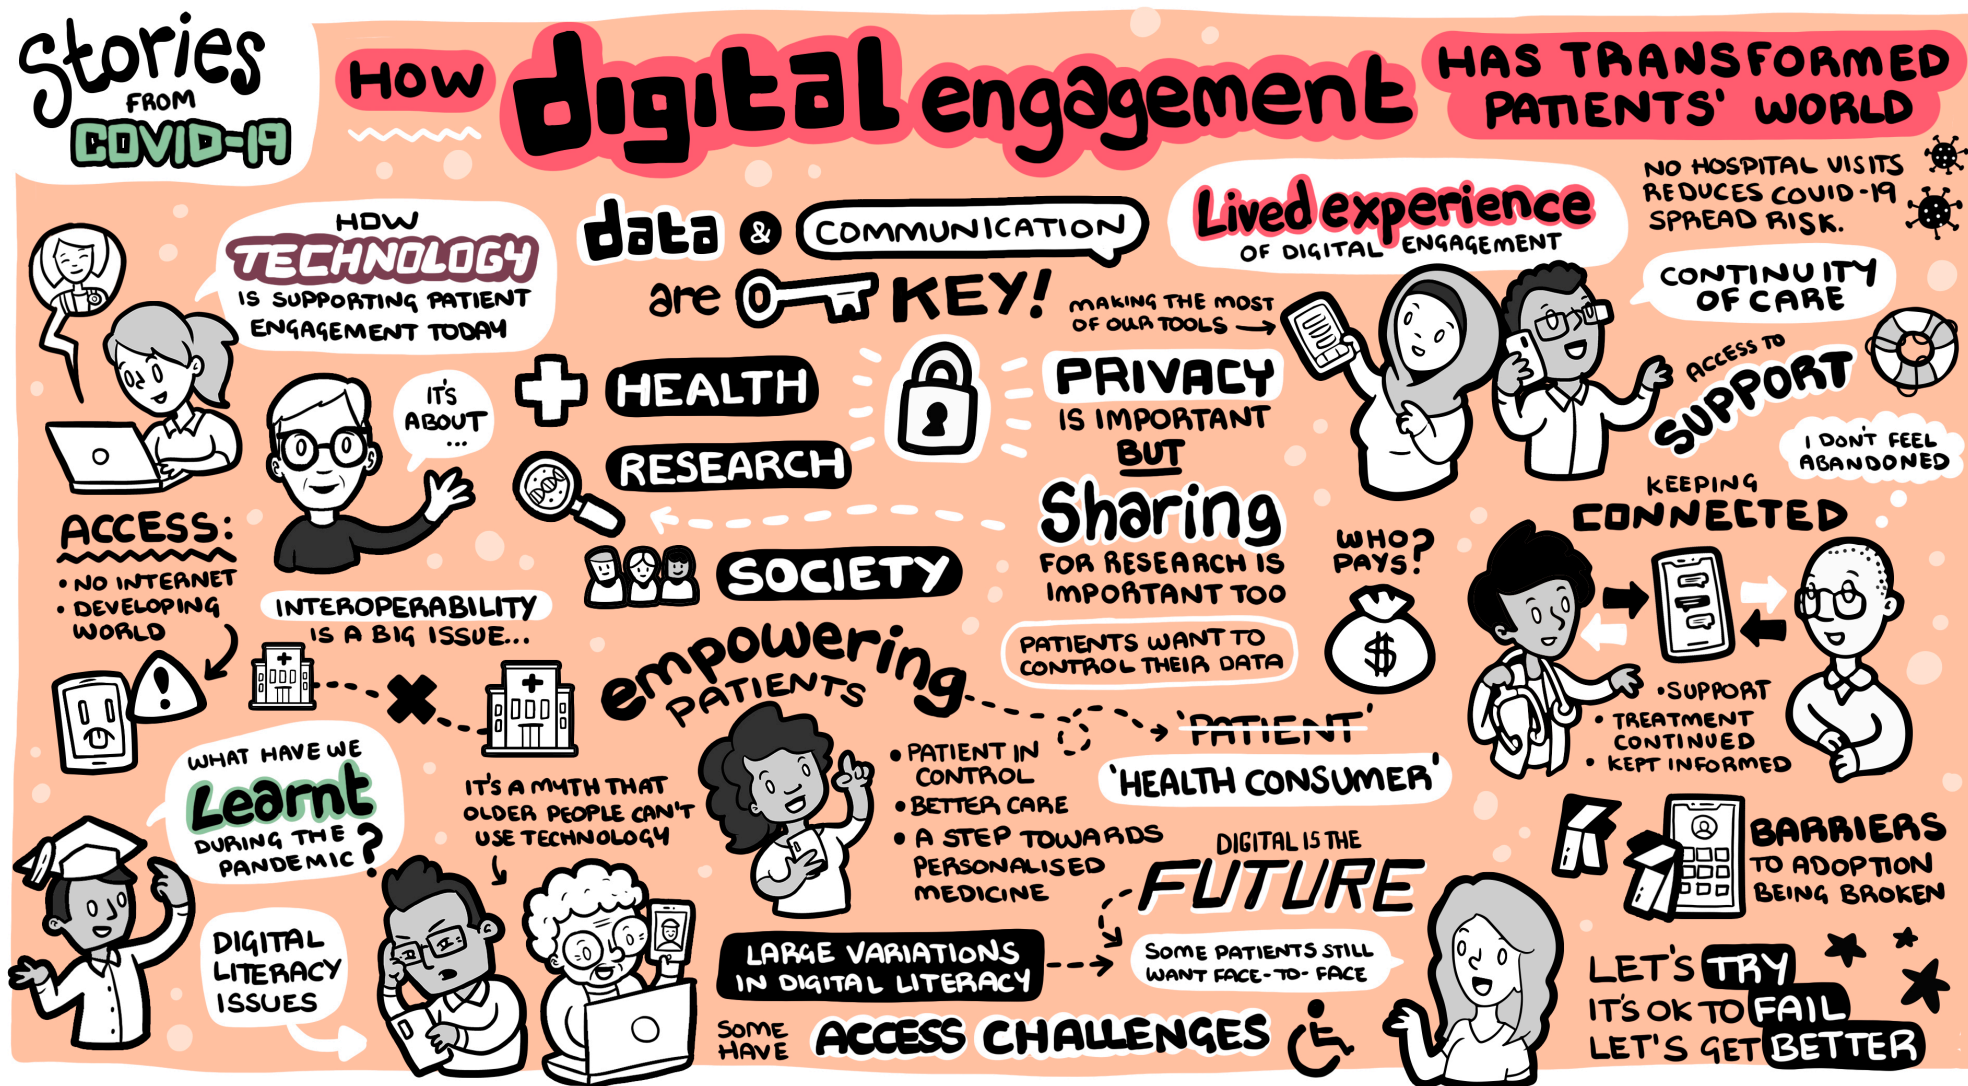 Stories
FROM
COVID-19
HOW
digital engagement
HAS TRANSFORMED
PATIENTS' WORLD
HOW
TECHNOLOGY
IS SUPPORTING PATIENT
ENGAGEMENT TODAY
IT'S
ABOUT
...
data & COMMUNICATION
are KEY!
HEALTH
RESEARCH
SOCIETY
MAKING THE MOST
OF OUR TOOLS
PRIVACY
IS IMPORTANT
BUT
Sharing
FOR RESEARCH IS
IMPORTANT TOO
PATIENTS WANT TO
CONTROL THEIR DATA
WHO
PAYS?
$
Lived experience
OF DIGITAL ENGAGEMENT
NO HOSPITAL VISITS
REDUCES COVID-19
SPREAD RISK.
CONTINUITY
OF CARE
ACCESS TO
SUPPORT
I DON'T FEEL
ABANDONED
KEEPING
CONNECTED
• SUPPORT
• TREATMENT
CONTINUED
• KEPT INFORMED
ACCESS:
• NO INTERNET
• DEVELOPING
WORLD
INTEROPERABILITY
IS A BIG ISSUE...
WHAT HAVE WE
Learnt
DURING THE
PANDEMIC?
DIGITAL
LITERACY
ISSUES
IT'S A MYTH THAT
OLDER PEOPLE CAN'T
USE TECHNOLOGY
empowering
PATIENTS
• PATIENT IN
CONTROL
• BETTER CARE
• A STEP TOWARDS
PERSONALISED
MEDICINE
'PATIENT'
'HEALTH CONSUMER'
DIGITAL IS THE
FUTURE
LARGE VARIATIONS
IN DIGITAL LITERACY
SOME PATIENTS STILL
WANT FACE-TO-FACE
SOME
HAVE
ACCESS CHALLENGES
BARRIERS
TO ADOPTION
BEING BROKEN
LET'S TRY
IT'S OK TO FAIL
LET'S GET BETTER